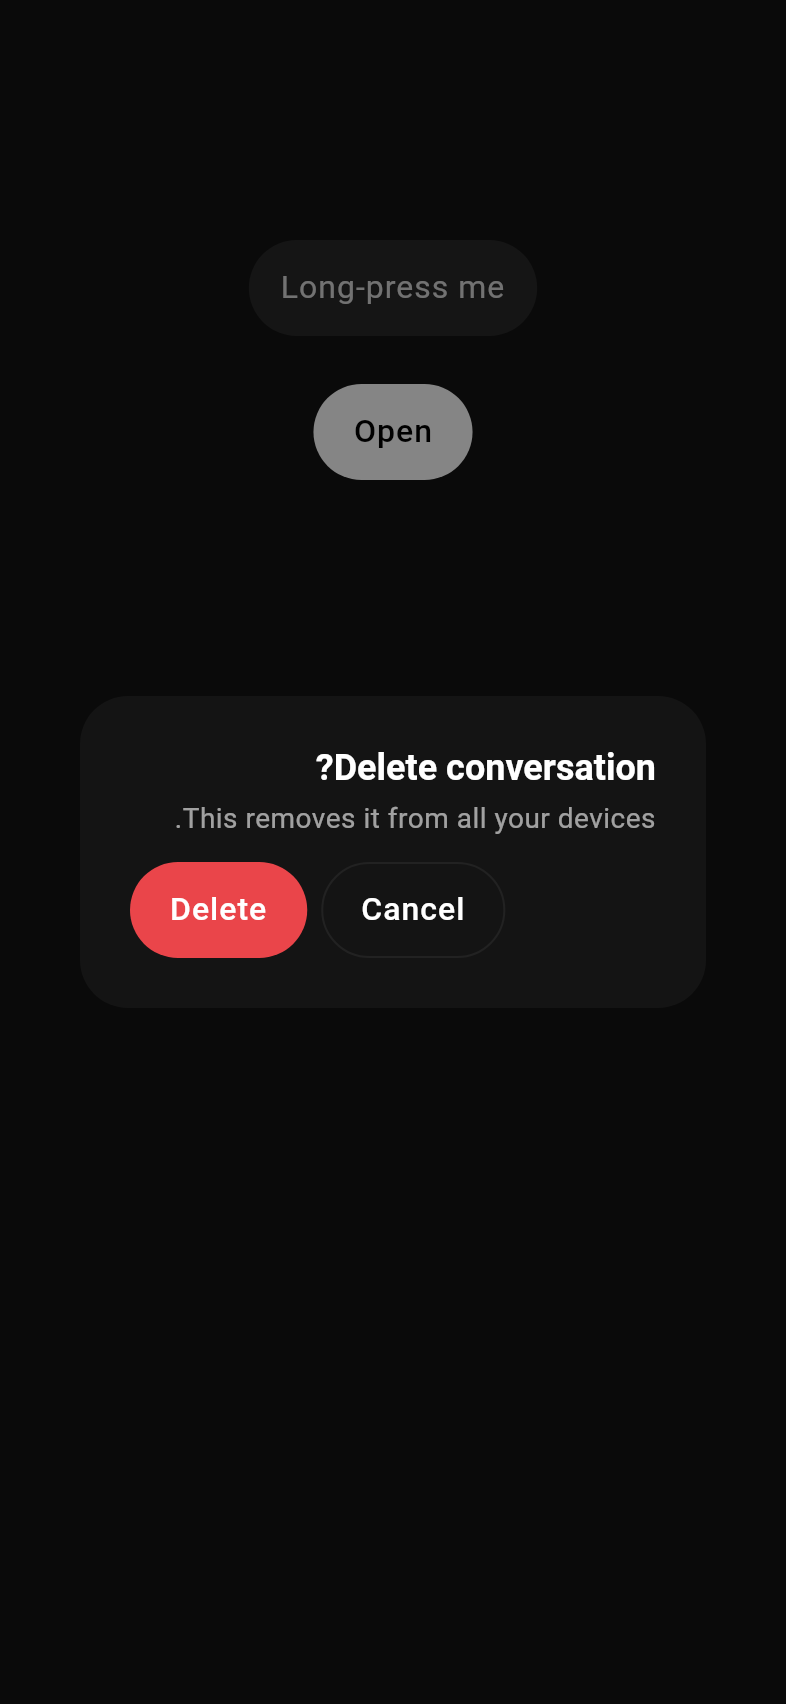 Long-press me
Open
?Delete conversation
.This removes it from all your devices
Delete
Cancel